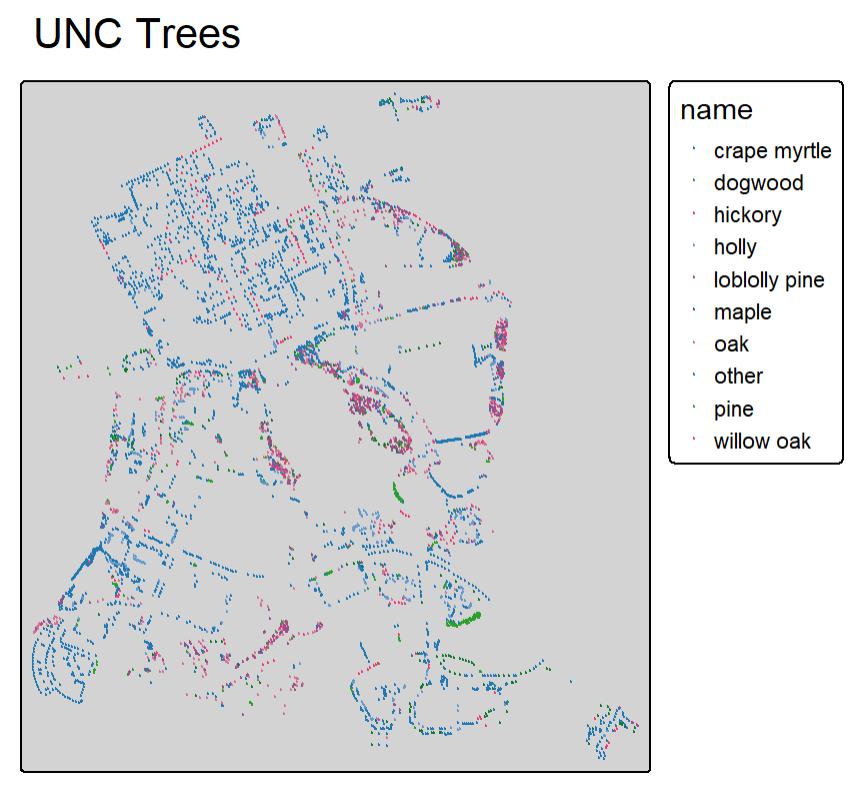 UNC Trees
name
crape myrtle
dogwood
hickory
holly
loblolly pine
maple
oak
other
pine
willow oak